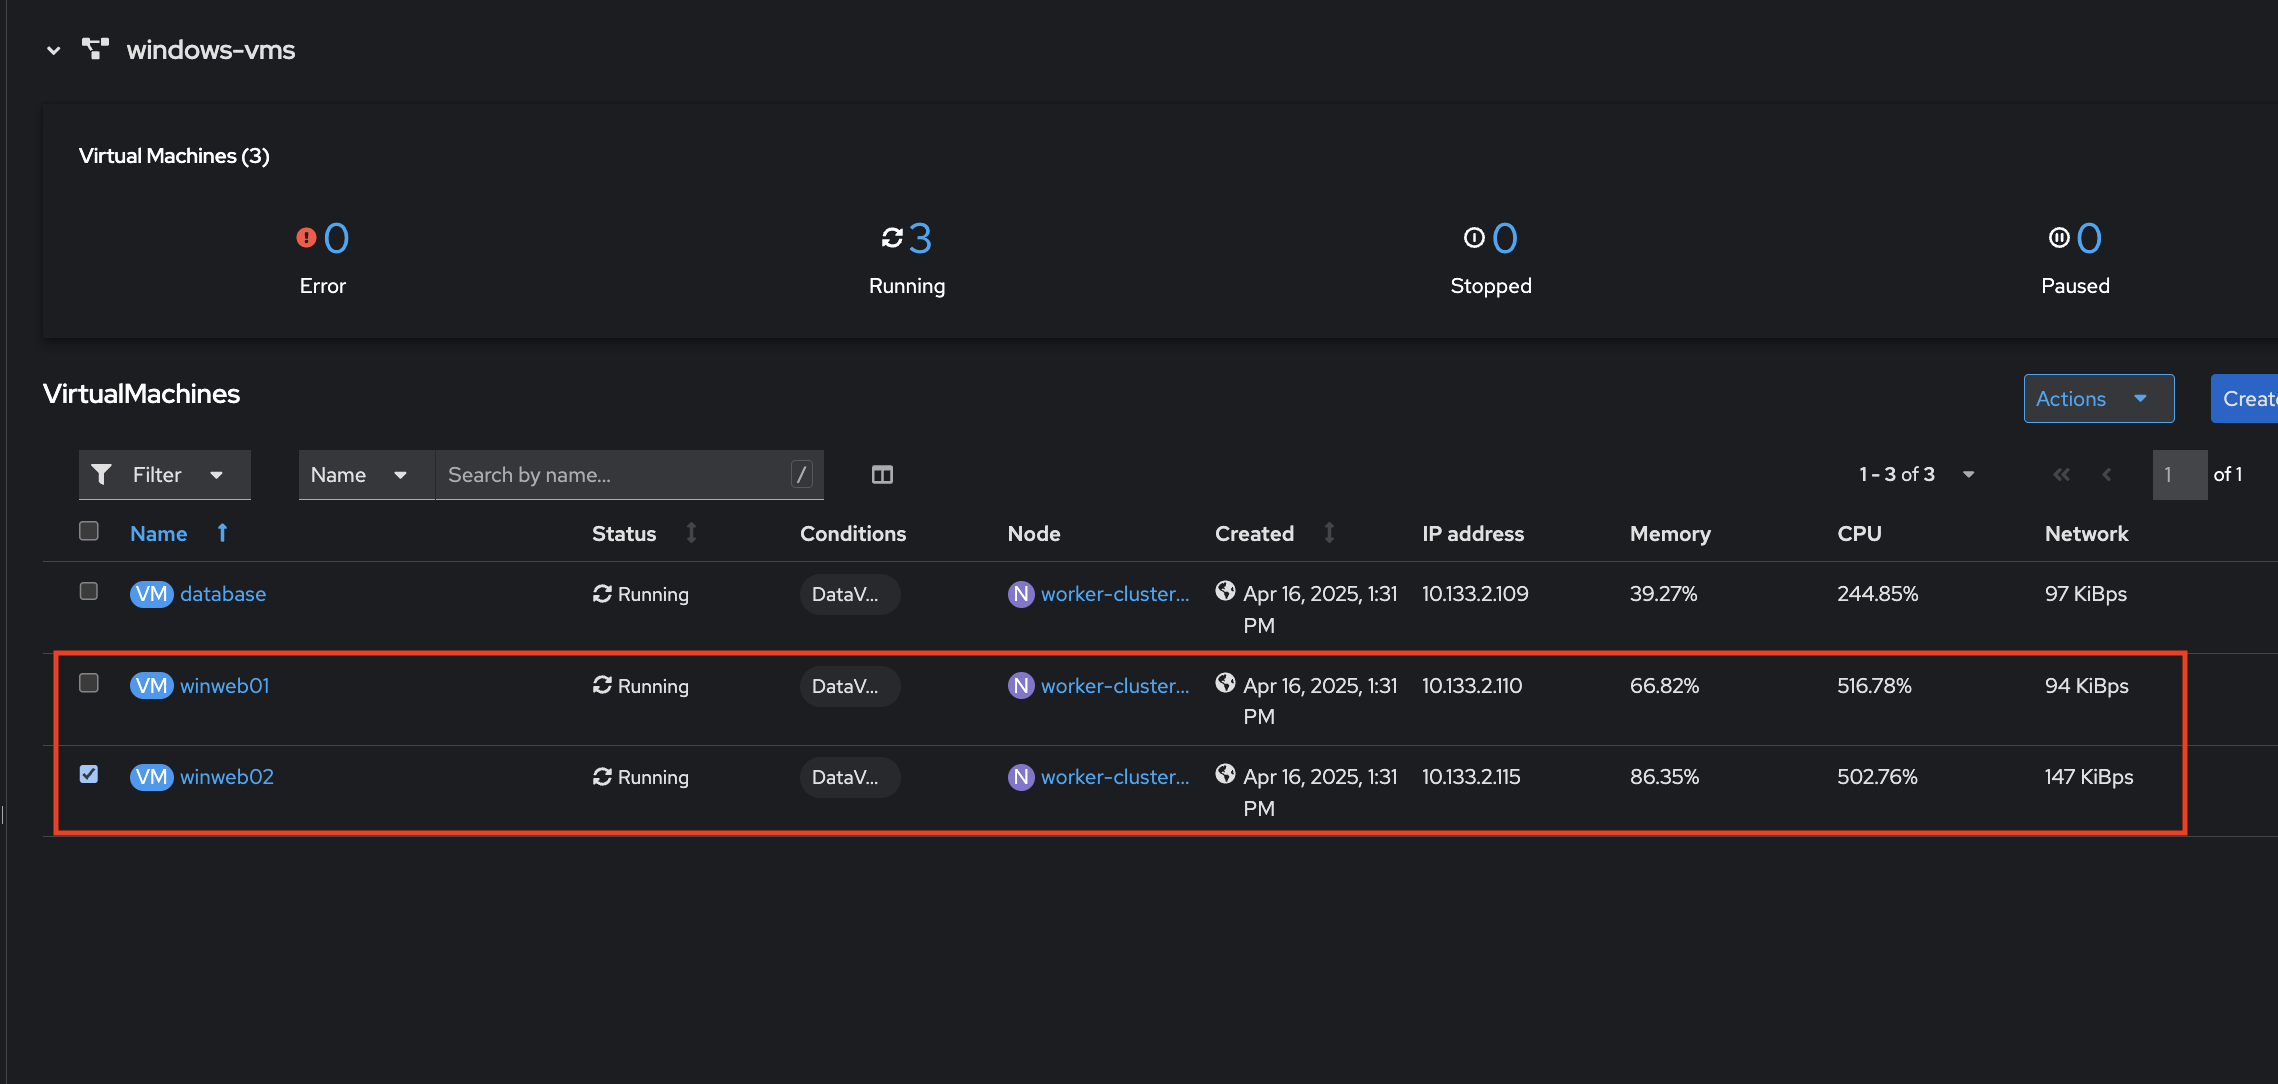 windows-vms
Virtual Machines (3)
0 3 0 0
Error Running Stopped Paused
VirtualMachines
Actions Create
Filter Name Search by name... / 1 - 3 of 3 1 of 1
Name Status Conditions Node Created IP address Memory CPU Network
VM database Running DataV... N worker-cluster... Apr 16, 2025, 1:31 10.133.2.109 39.27% 244.85% 97 KiBps
PM
VM winweb01 Running DataV... N worker-cluster... Apr 16, 2025, 1:31 10.133.2.110 66.82% 516.78% 94 KiBps
PM
VM winweb02 Running DataV... N worker-cluster... Apr 16, 2025, 1:31 10.133.2.115 86.35% 502.76% 147 KiBps
PM